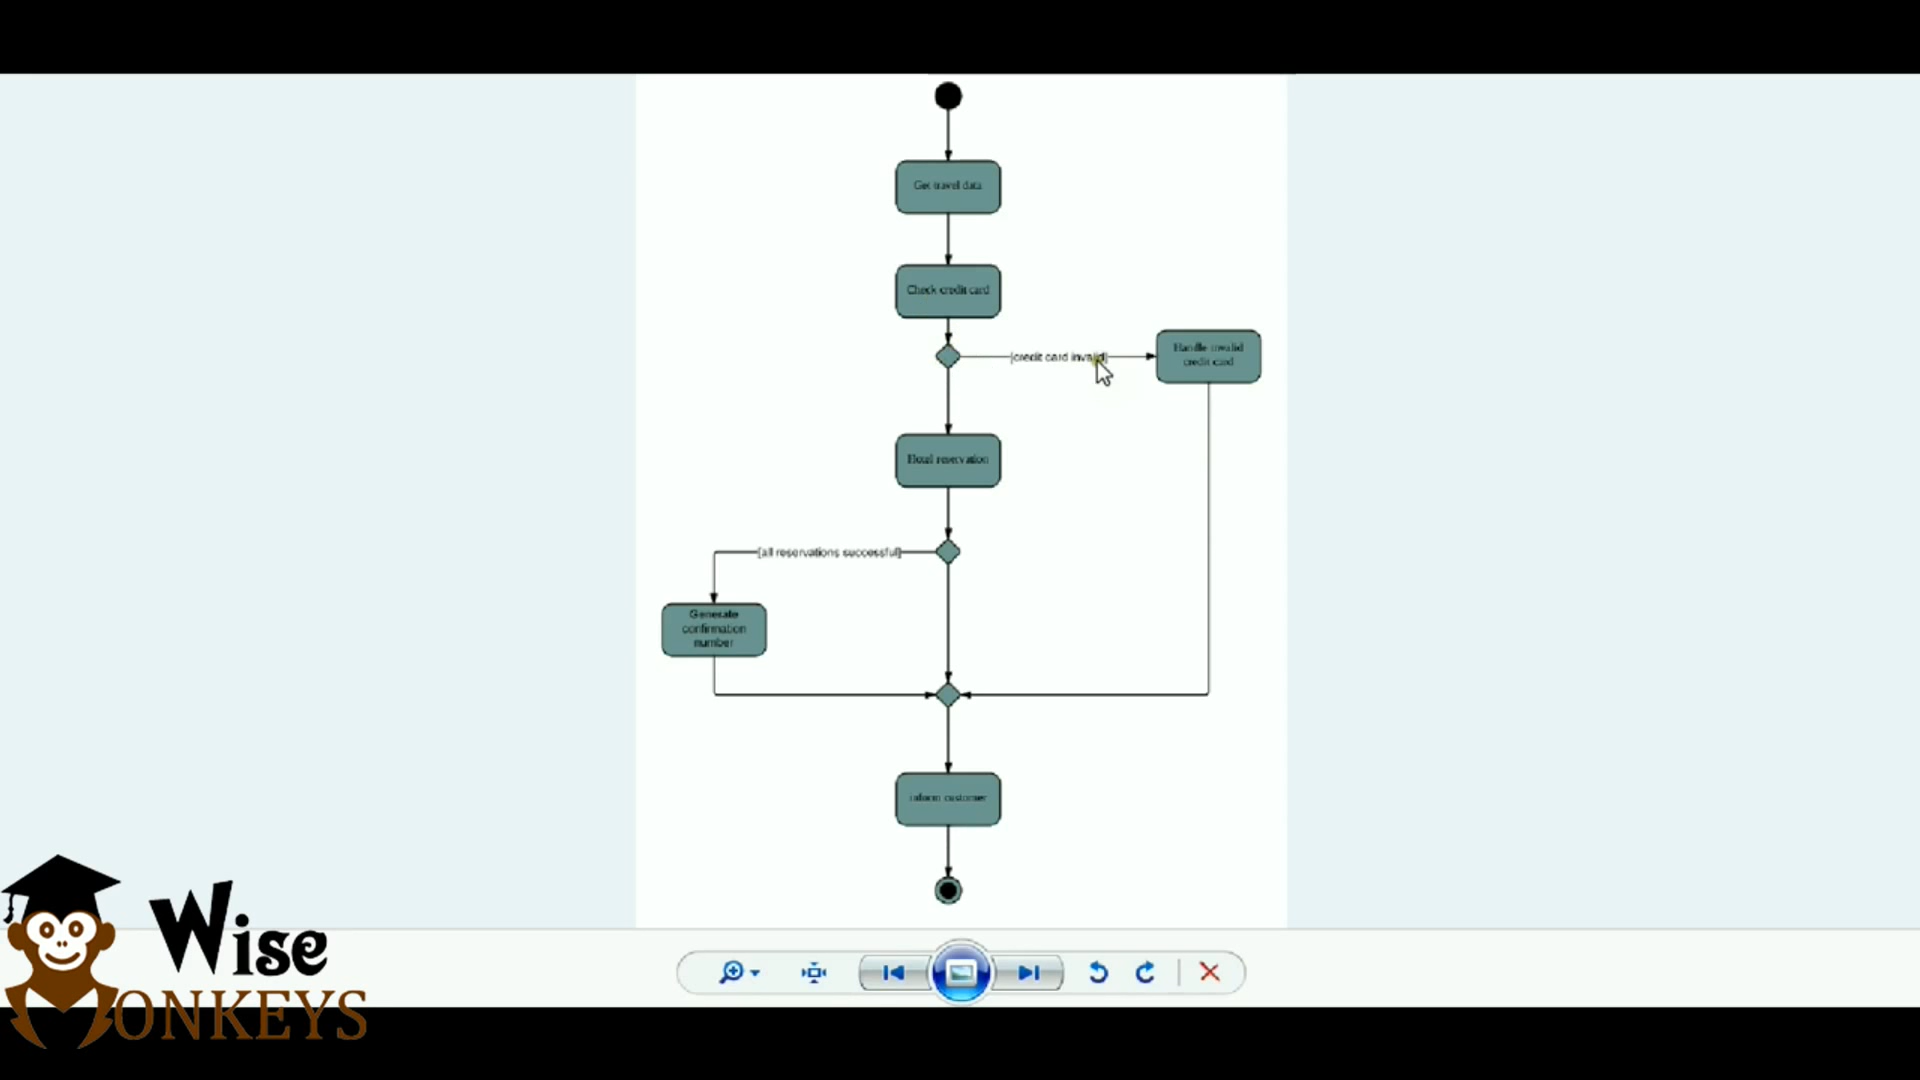 Get travel data
Check credit card
[credit card invalid]
Handle invalid
credit card
Hotel reservation
[all reservations successful]
Generate
confirmation
number
inform customer
Wise
MONKEYS